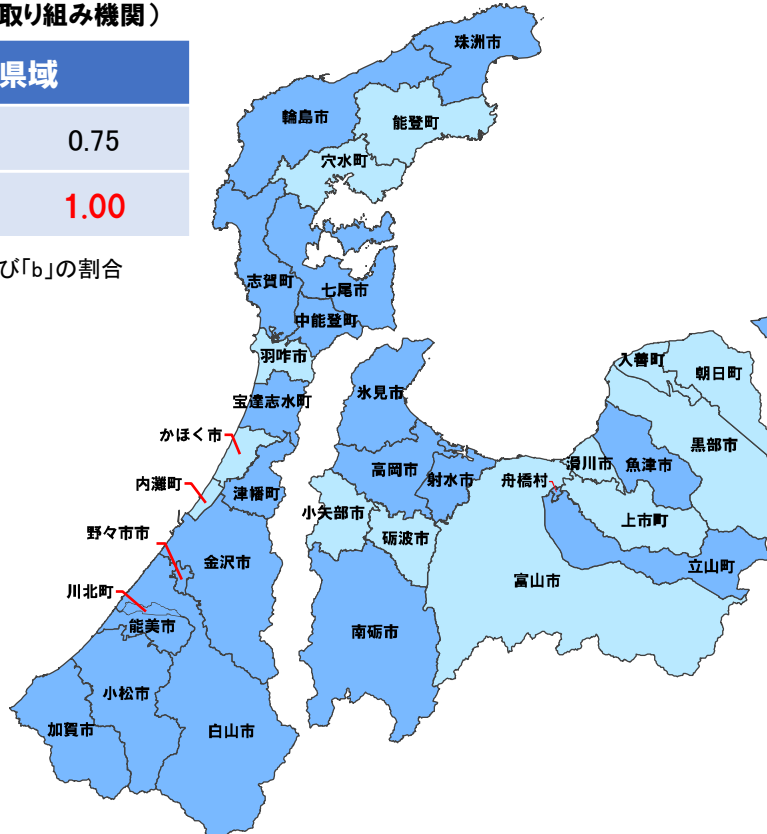 取り組み機関）
県域
0.75
1.00
び「b」の割合
珠洲市
輪島市
能登町
穴水町
志賀町
七尾市
中能登町
羽咋市
宝達志水町
かほく市
内灘町
津幡町
野々市市
金沢市
川北町
能美市
小松市
加賀市
白山市
氷見市
高岡市
射水市
小矢部市
砺波市
南砺市
入善町
朝日町
黒部市
滑川市
魚津市
舟橋村
上市町
立山町
富山市